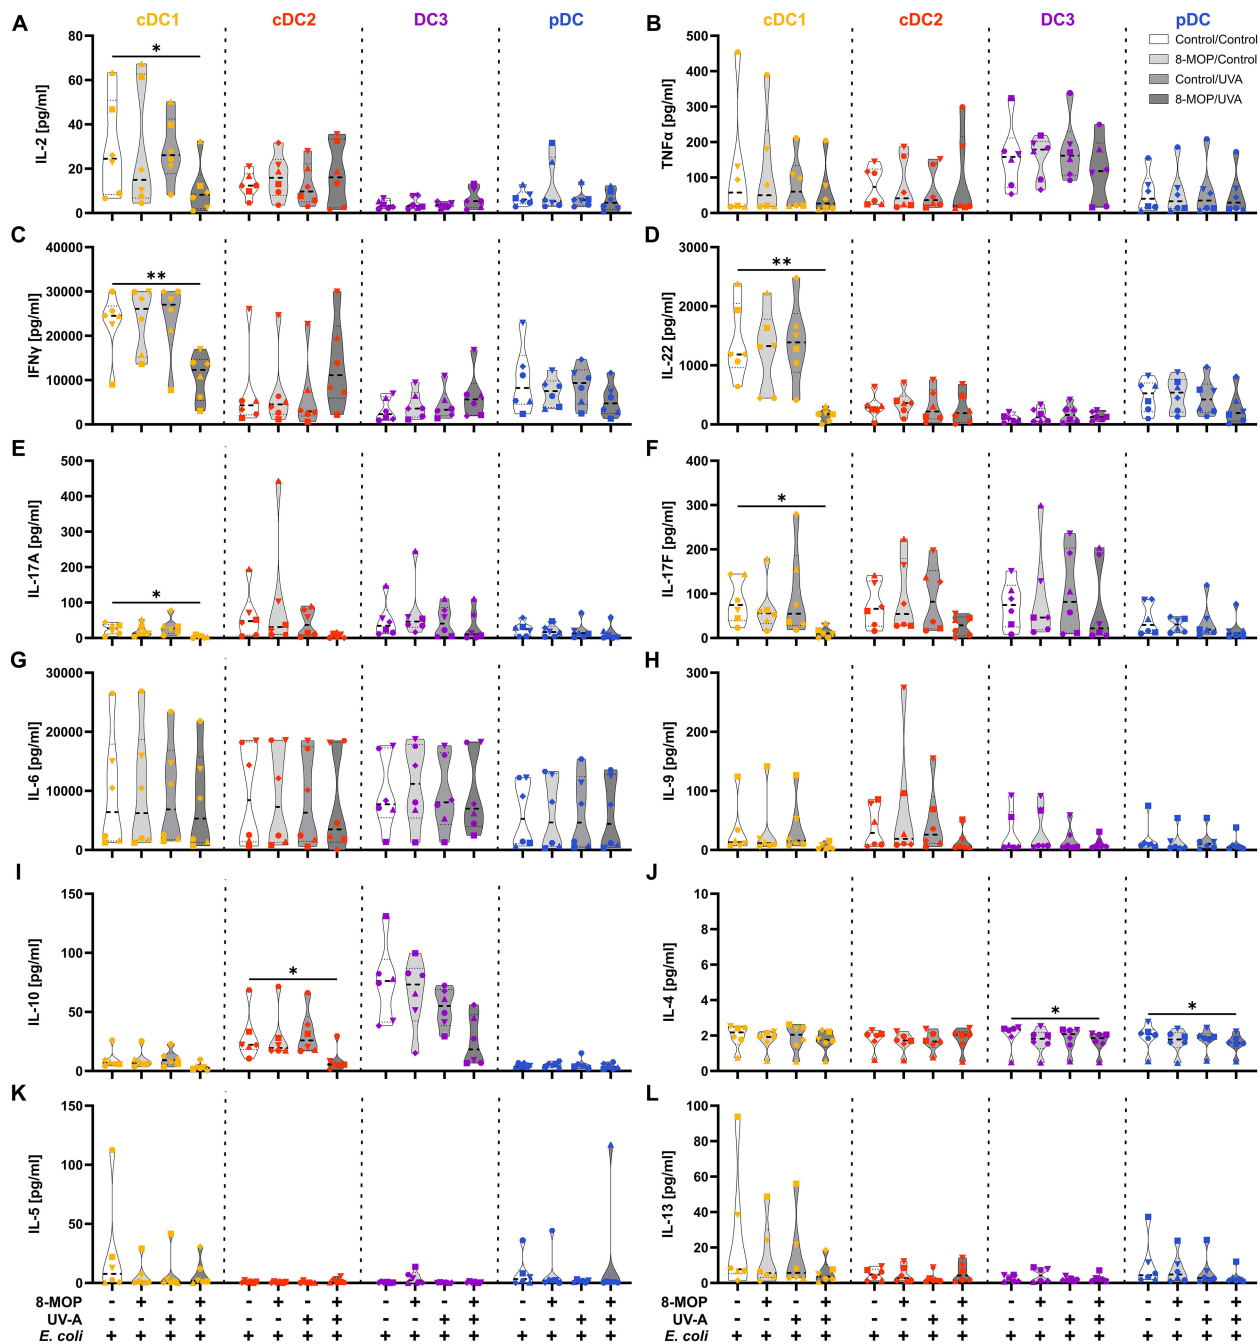 cDC1 cDC2 DC3 pDC cDC1 cDC2 DC3 pDC
A
80
60
40
20
0
IL-2 [pg/ml]
*
B
500
400
300
200
100
0
TNFα [pg/ml]
Control/Control
8-MOP/Control
Control/UVA
8-MOP/UVA
C
40000
30000
20000
10000
0
IFNγ [pg/ml]
**
D
3000
2000
1000
0
IL-22 [pg/ml]
**
E
500
400
300
200
100
0
IL-17A [pg/ml]
*
F
400
300
200
100
0
IL-17F [pg/ml]
*
G
30000
20000
10000
0
IL-6 [pg/ml]
H
300
200
100
0
IL-9 [pg/ml]
I
150
100
50
0
IL-10 [pg/ml]
*
J
10
8
6
4
2
0
IL-4 [pg/ml]
* *
K
150
100
50
0
IL-5 [pg/ml]
L
100
80
60
40
20
0
IL-13 [pg/ml]
8-MOP - + - + - + - + - + - + - + - + - + - + - + - + - + - + - + - +
UV-A - - + + - - + + - - + + - - + + - - + + - - + + - - + + - - + +
E. coli + + + + + + + + + + + + + + + + + + + + + + + + + + + + + + + +